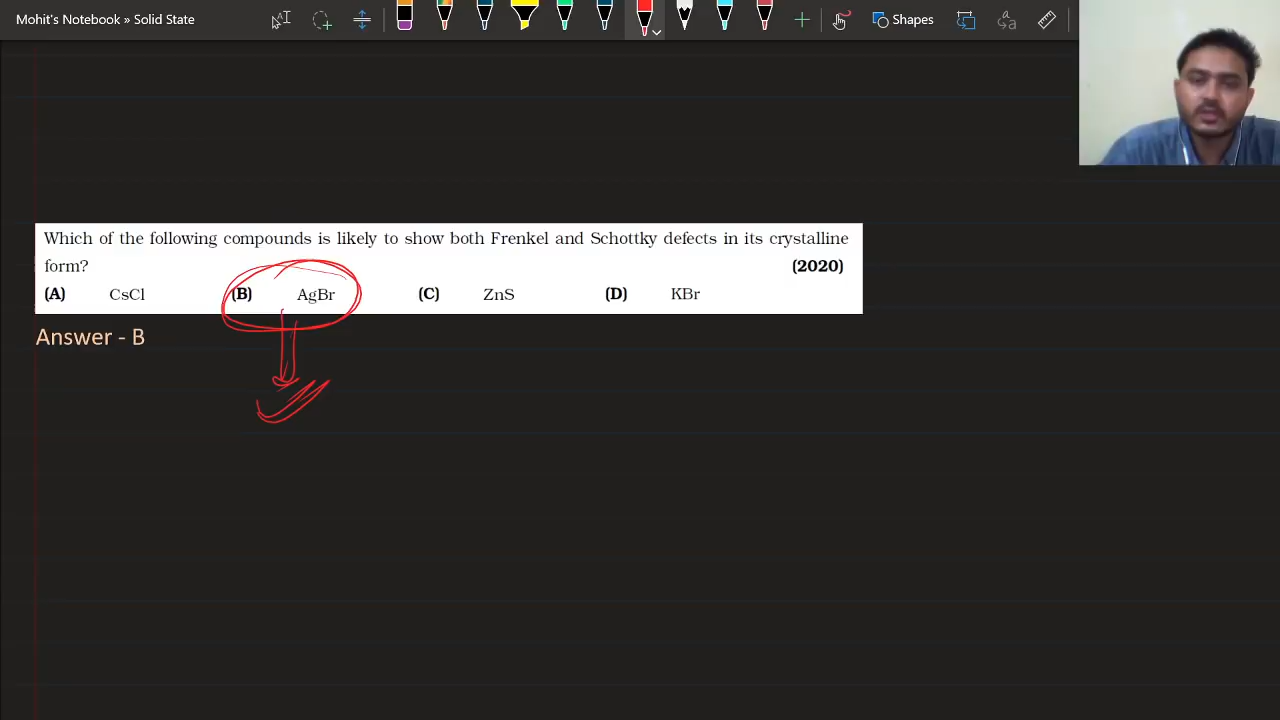 Mohit's Notebook » Solid State
Shapes
Which of the following compounds is likely to show both Frenkel and Schottky defects in its crystalline
form? (2020)
(A) CsCl (B) AgBr (C) ZnS (D) KBr
Answer - B